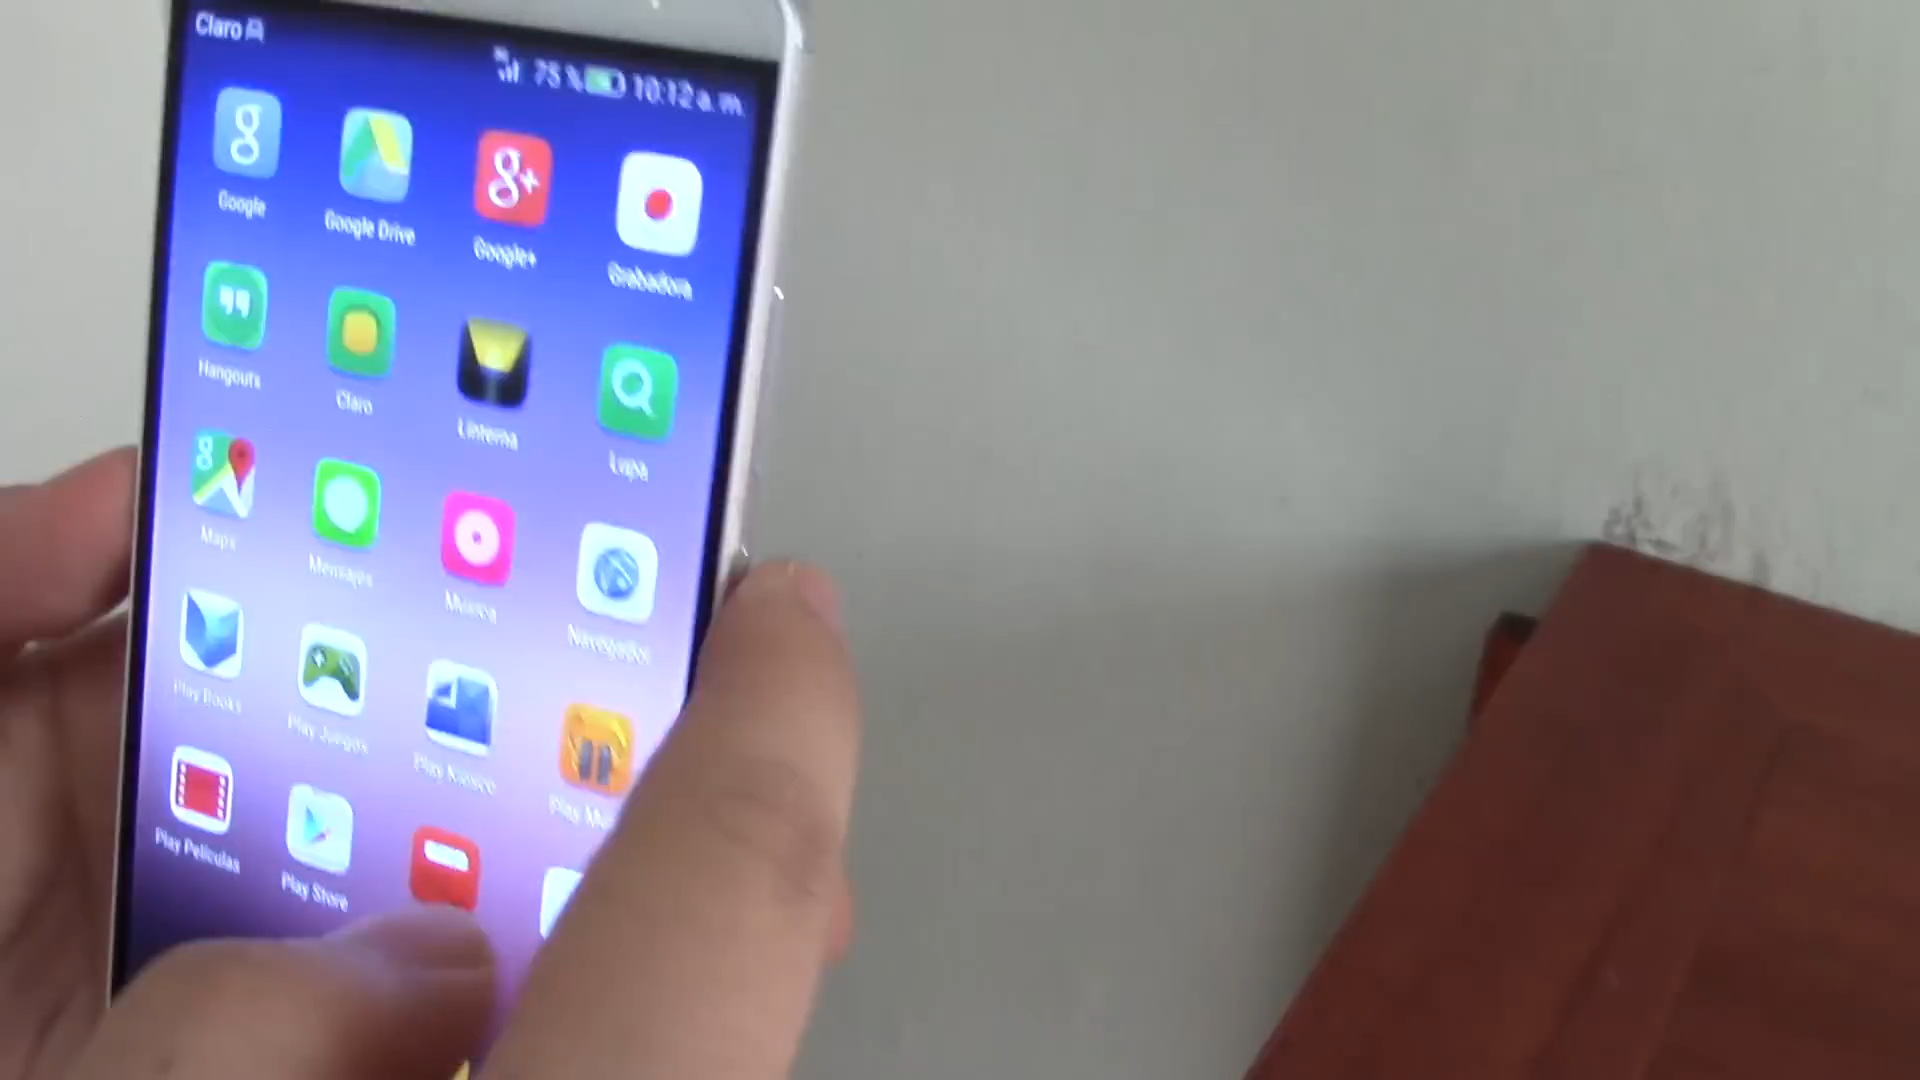 Claro
75 % 10:12 a. m.
Google Google Drive Google+ Grabadora
Hangouts Claro Linterna Lupa
Maps Mensajes Música Navegador
Play Books Play Juegos Play Kiosco Play
Play Películas Play Store